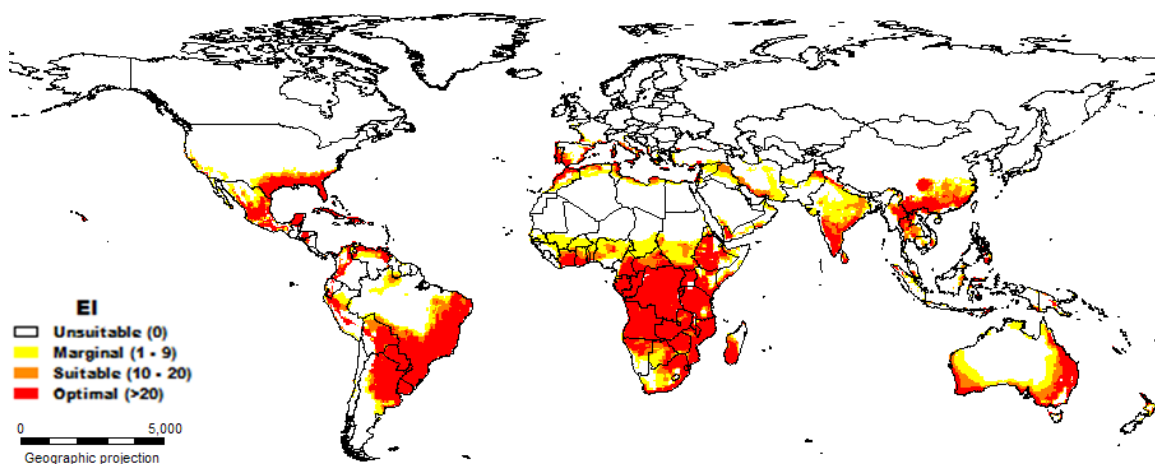 EI
Unsuitable (0)
Marginal (1 - 9)
Suitable (10 - 20)
Optimal (>20)
0 5,000
Geographic projection